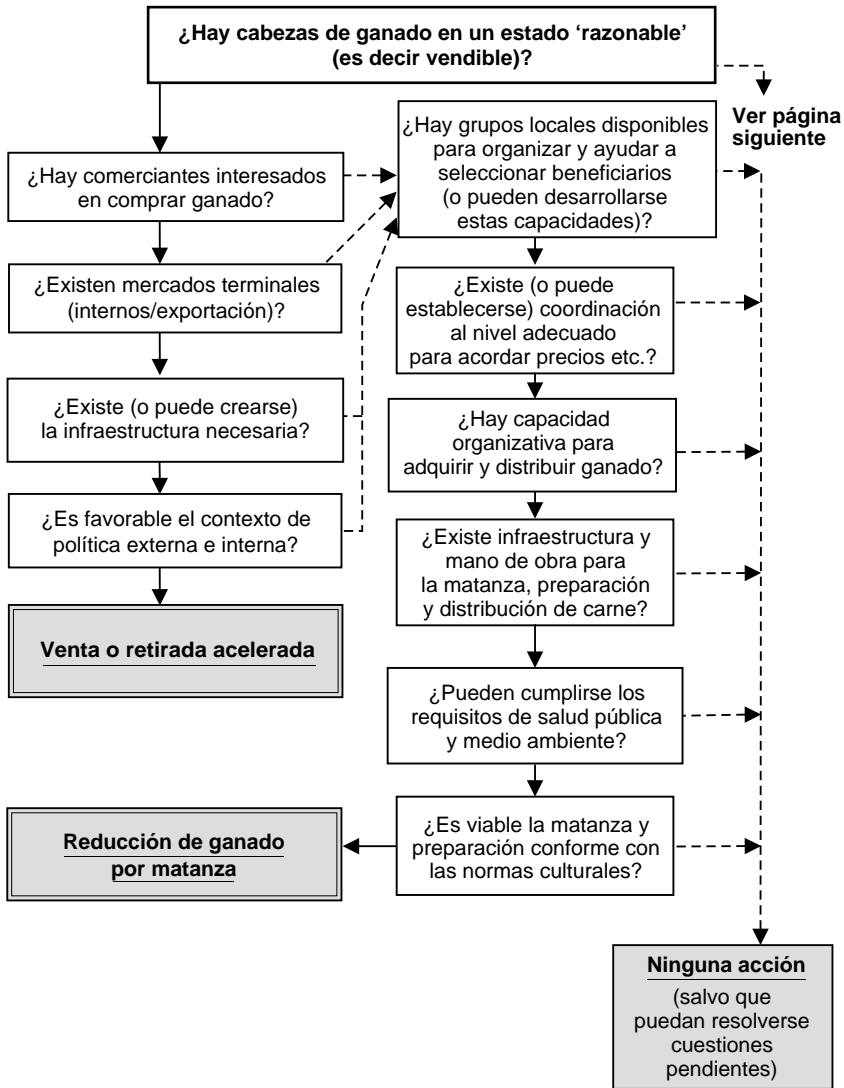 ¿Hay cabezas de ganado en un estado ‘razonable’
(es decir vendible)?
Ver página
siguiente
¿Hay comerciantes interesados
en comprar ganado?
¿Existen mercados terminales
(internos/exportación)?
¿Existe (o puede crearse)
la infraestructura necesaria?
¿Es favorable el contexto de
política externa e interna?
Venta o retirada acelerada
¿Hay grupos locales disponibles
para organizar y ayudar a
seleccionar beneficiarios
(o pueden desarrollarse
estas capacidades)?
¿Existe (o puede
establecerse) coordinación
al nivel adecuado
para acordar precios etc.?
¿Hay capacidad
organizativa para
adquirir y distribuir ganado?
¿Existe infraestructura y
mano de obra para
la matanza, preparación
y distribución de carne?
¿Pueden cumplirse los
requisitos de salud pública
y medio ambiente?
¿Es viable la matanza y
preparación conforme con
las normas culturales?
Reducción de ganado
por matanza
Ninguna acción
(salvo que
puedan resolverse
cuestiones
pendientes)